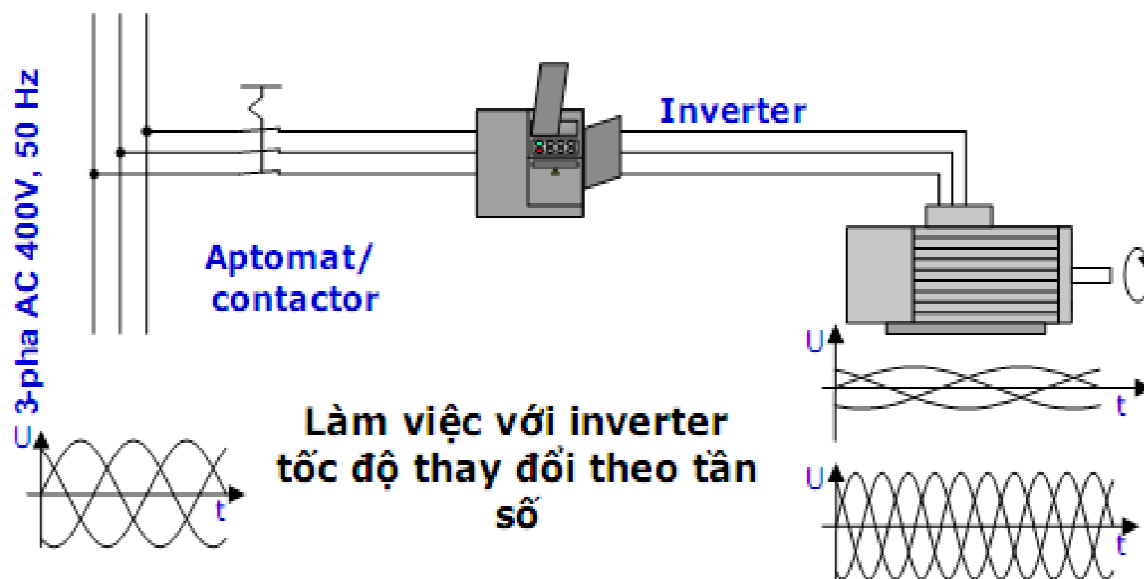 3-pha AC 400V, 50 Hz
Inverter
Aptomat/
contactor
U
t
U
t
Làm việc với inverter
tốc độ thay đổi theo tần
số
U
t